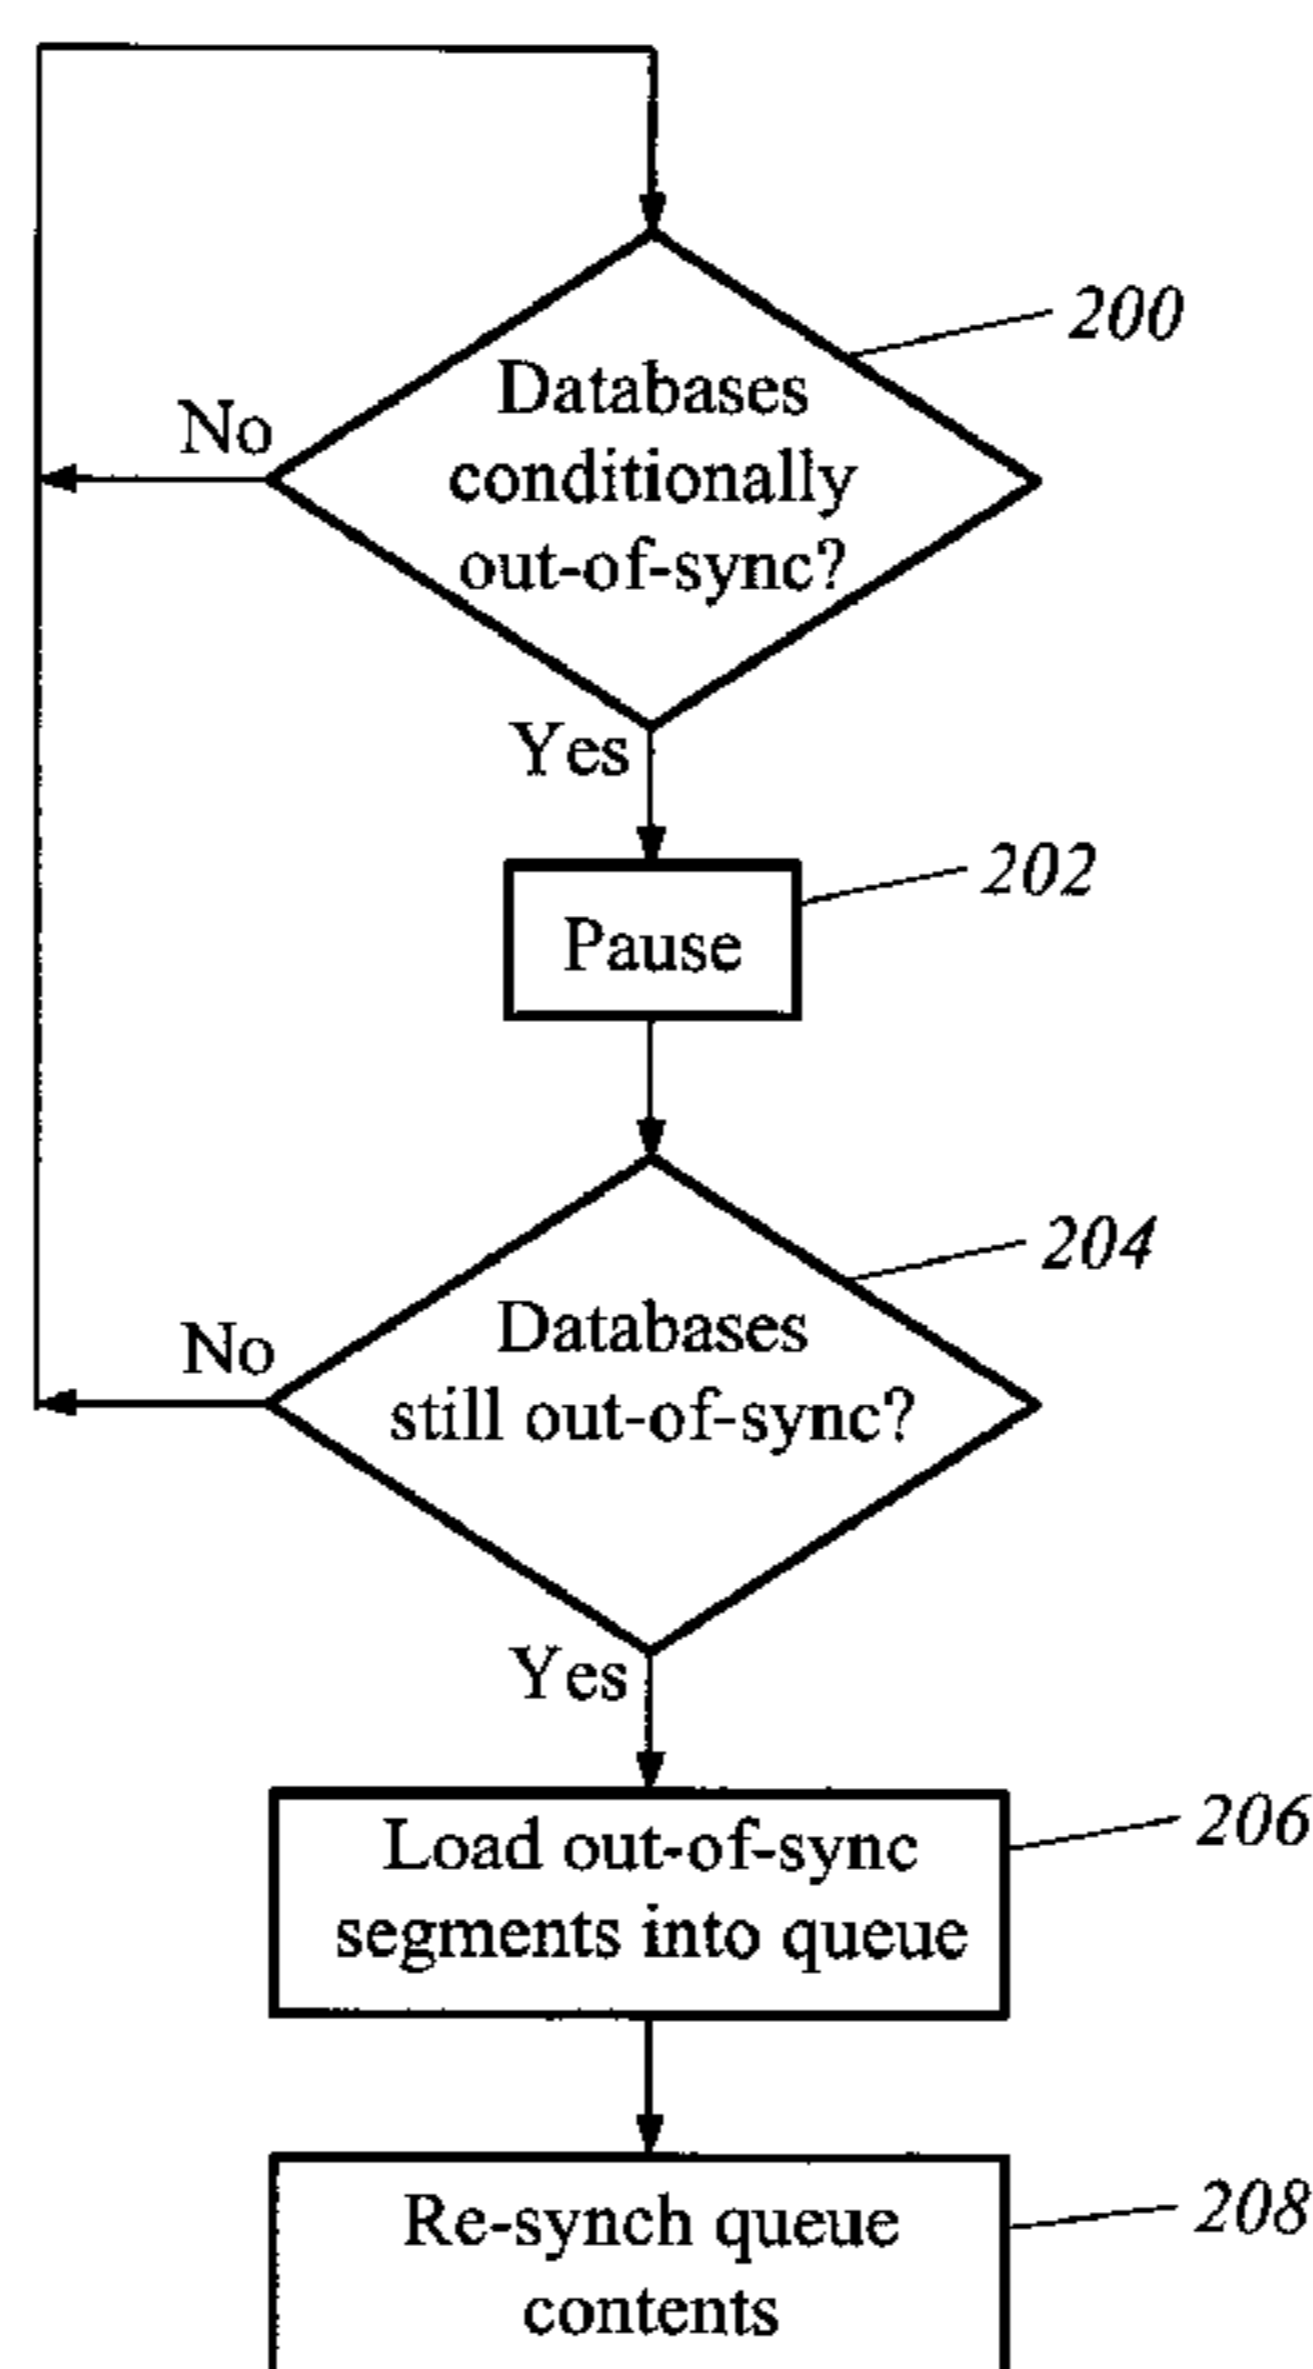 200
Databases
conditionally
out-of-sync?
No
Yes
202
Pause
204
Databases
still out-of-sync?
No
Yes
206
Load out-of-sync
segments into queue
208
Re-synch queue
contents